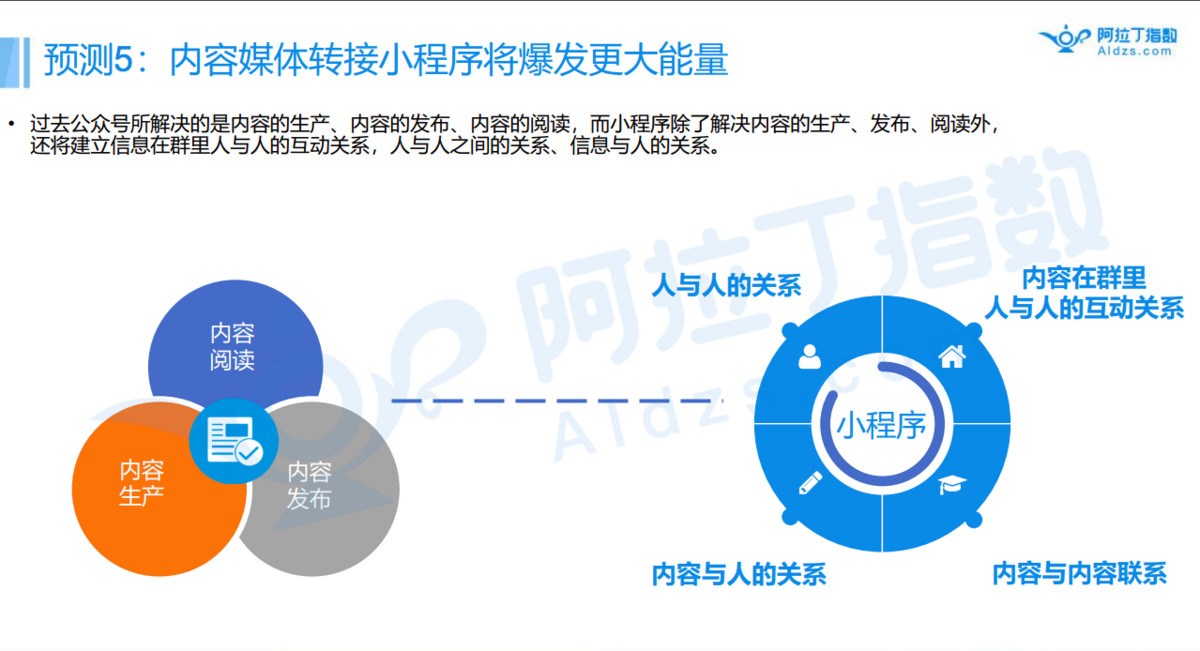 预测5：内容媒体转接小程序将爆发更大能量
阿拉丁指数
Aldzs.com
• 过去公众号所解决的是内容的生产、内容的发布、内容的阅读，而小程序除了解决内容的生产、发布、阅读外，
还将建立信息在群里人与人的互动关系，人与人之间的关系、信息与人的关系。
阿拉丁指数
Aldzs.com
内容
阅读
内容
生产
内容
发布
人与人的关系
内容在群里
人与人的互动关系
小程序
内容与人的关系
内容与内容联系